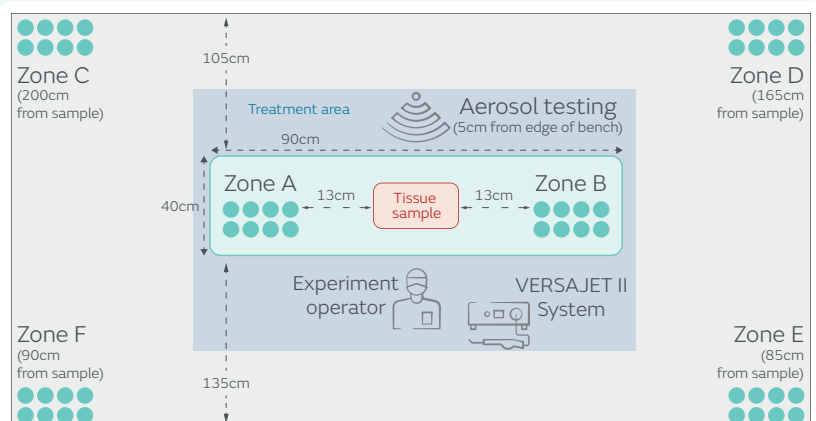 Zone C
(200cm
from sample)
105cm
Zone D
(165cm
from sample)
Treatment area
Aerosol testing
(5cm from edge of bench)
90cm
40cm
Zone A
13cm
Tissue
sample
13cm
Zone B
Experiment
operator
VERSAJET II
System
Zone F
(90cm
from sample)
135cm
Zone E
(85cm
from sample)